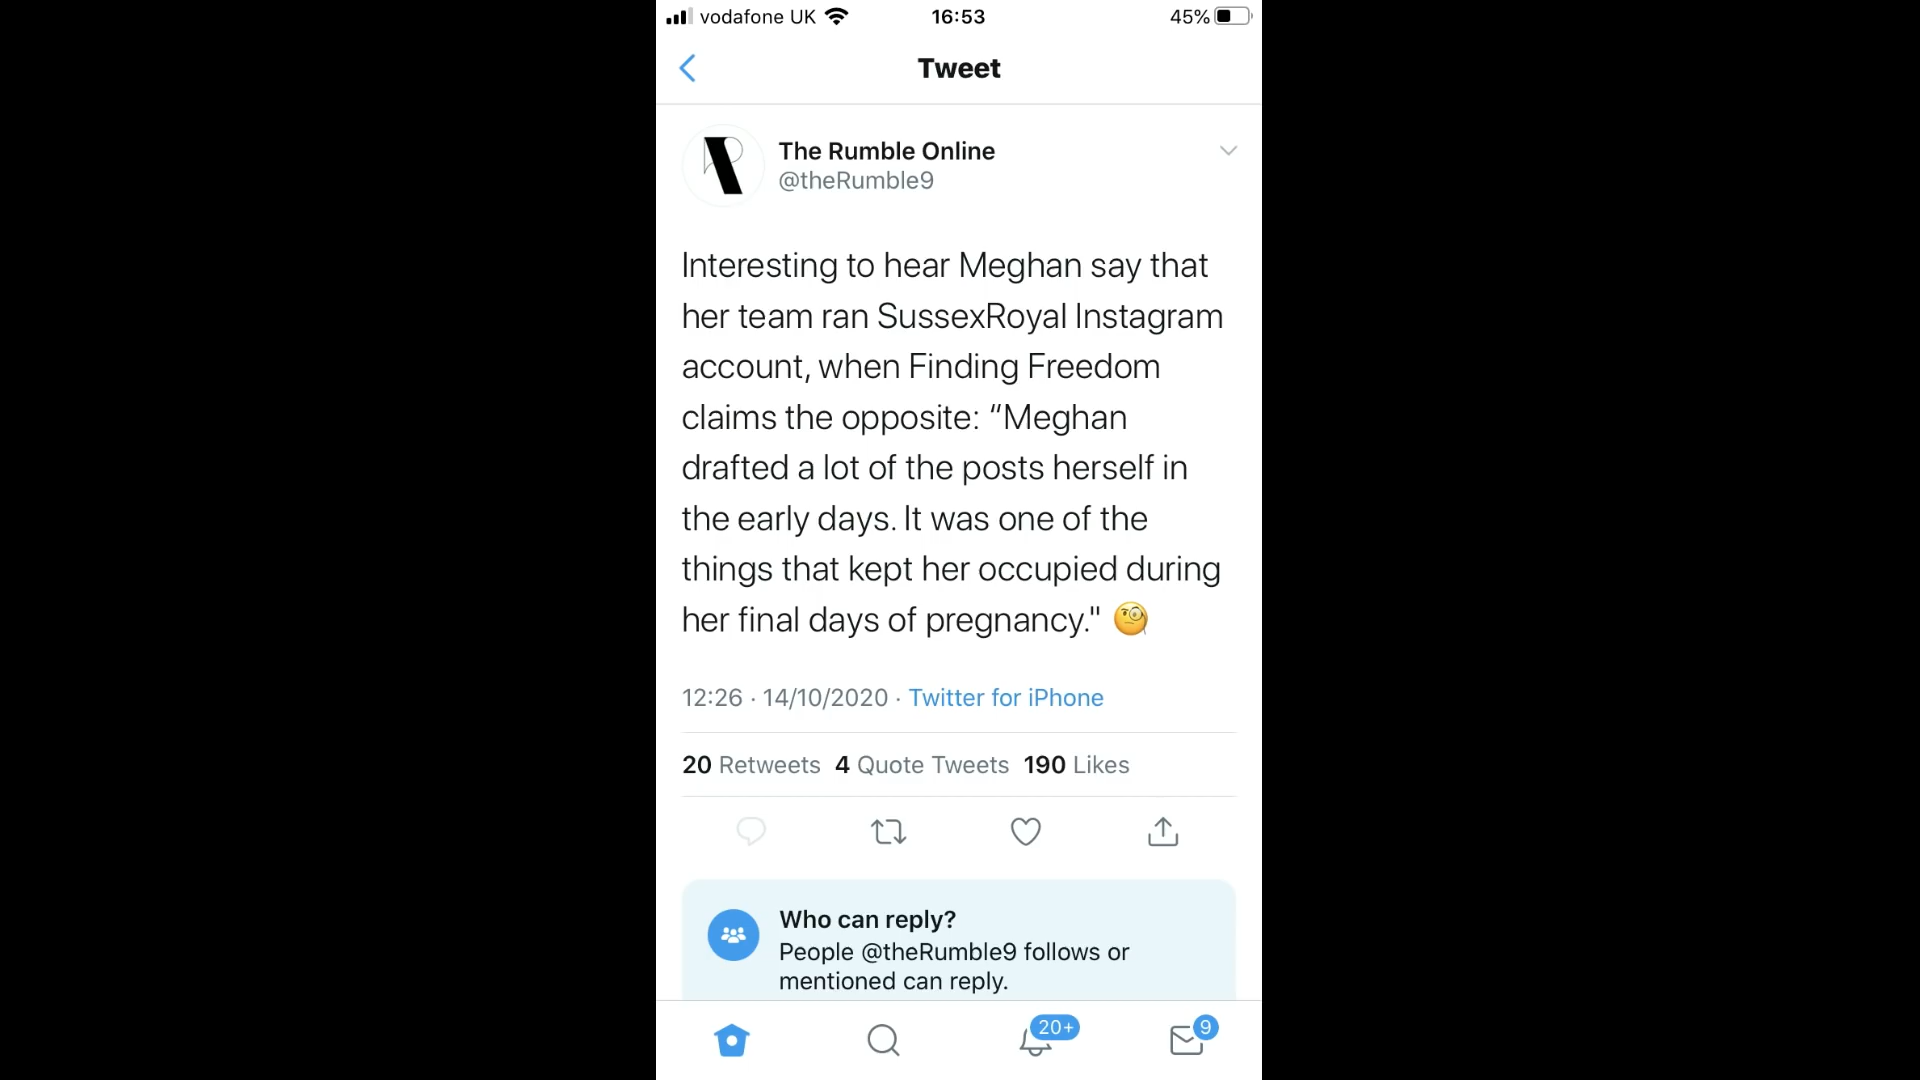 vodafone UK 16:53 45%
Tweet
The Rumble Online
@theRumble9
Interesting to hear Meghan say that
her team ran SussexRoyal Instagram
account, when Finding Freedom
claims the opposite: “Meghan
drafted a lot of the posts herself in
the early days. It was one of the
things that kept her occupied during
her final days of pregnancy." 🧐
12:26 · 14/10/2020 · Twitter for iPhone
20 Retweets 4 Quote Tweets 190 Likes
Who can reply?
People @theRumble9 follows or
mentioned can reply.
20+ 9